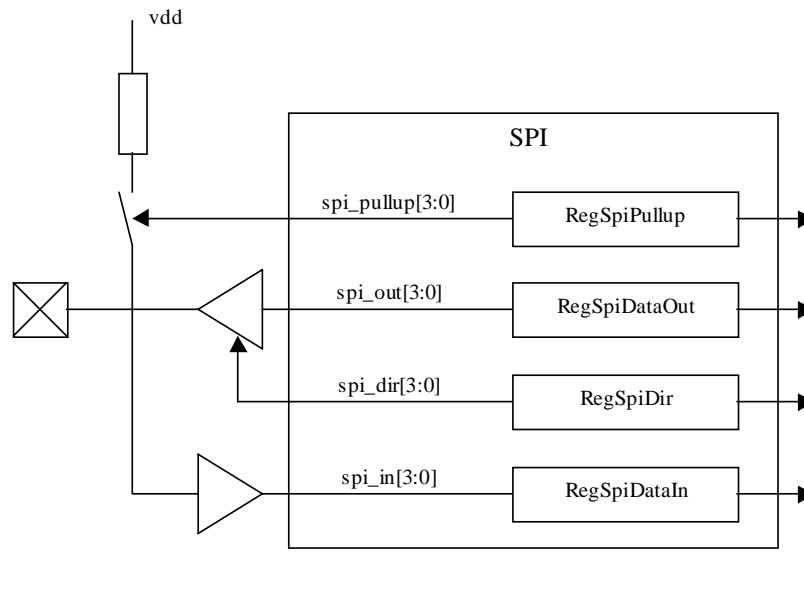 vdd
SPI
spi_pullup[3:0]
RegSpiPullup
spi_out[3:0]
RegSpiDataOut
spi_dir[3:0]
RegSpiDir
spi_in[3:0]
RegSpiDataIn